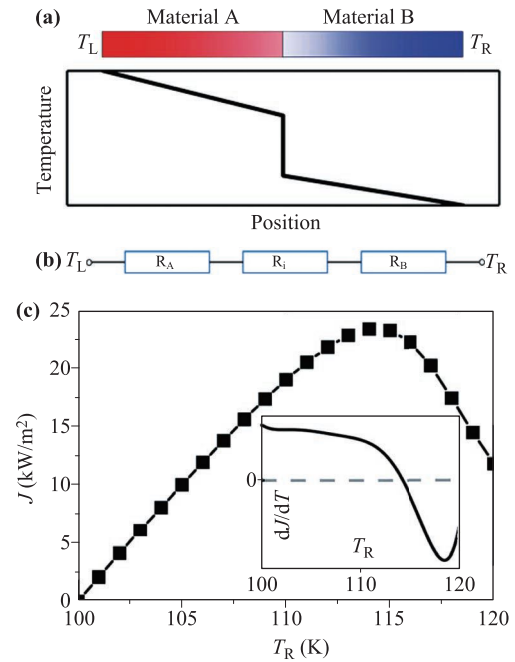 (a)
Material A Material B
T_L T_R
Temperature
Position
(b) T_L R_A R_i R_B T_R
(c)
25
20
15
10
5
0
J (kW/m²)
0
dJ/dT
T_R
100 110 120
100 105 110 115 120
T_R (K)